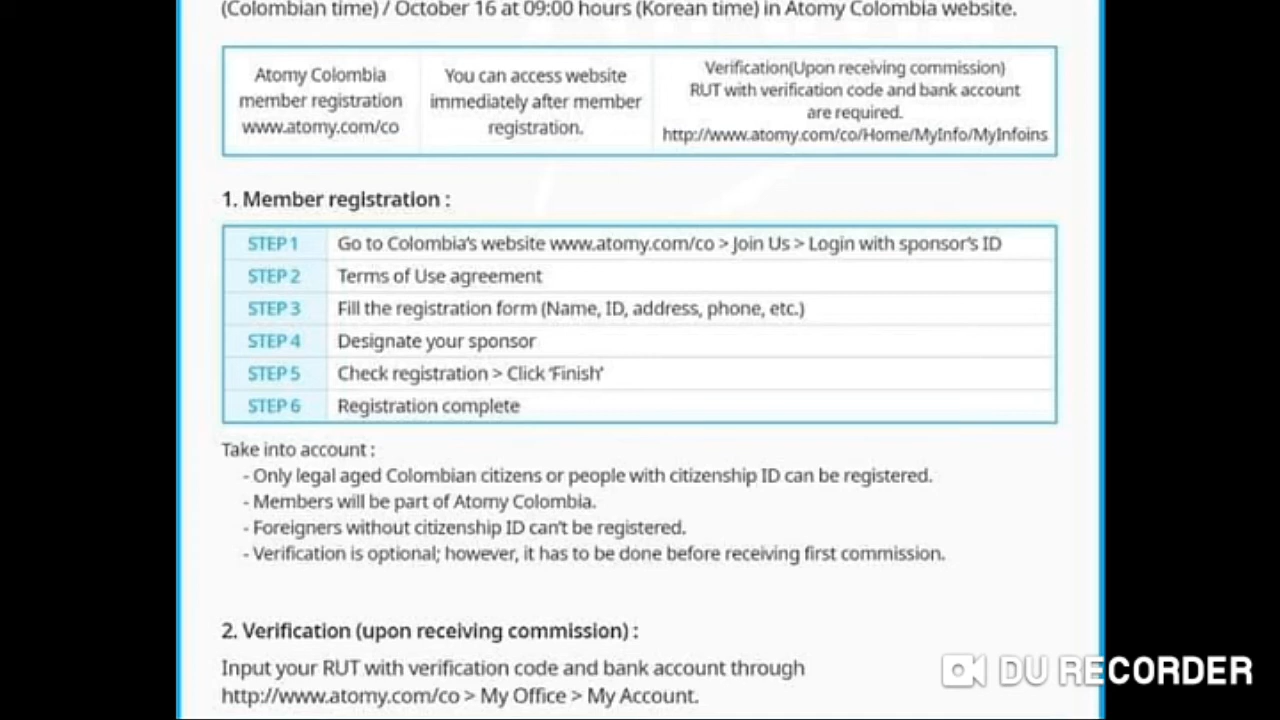 (Colombian time) / October 16 at 09:00 hours (Korean time) in Atomy Colombia website.
Atomy Colombia
member registration
www.atomy.com/co
You can access website
immediately after member
registration.
Verification(Upon receiving commission)
RUT with verification code and bank account
are required.
http://www.atomy.com/co/Home/MyInfo/MyInfoins
1. Member registration :
STEP 1 Go to Colombia's website www.atomy.com/co > Join Us > Login with sponsor's ID
STEP 2 Terms of Use agreement
STEP 3 Fill the registration form (Name, ID, address, phone, etc.)
STEP 4 Designate your sponsor
STEP 5 Check registration > Click 'Finish'
STEP 6 Registration complete
Take into account :
- Only legal aged Colombian citizens or people with citizenship ID can be registered.
- Members will be part of Atomy Colombia.
- Foreigners without citizenship ID can't be registered.
- Verification is optional; however, it has to be done before receiving first commission.
2. Verification (upon receiving commission) :
Input your RUT with verification code and bank account through
http://www.atomy.com/co > My Office > My Account.
DU RECORDER